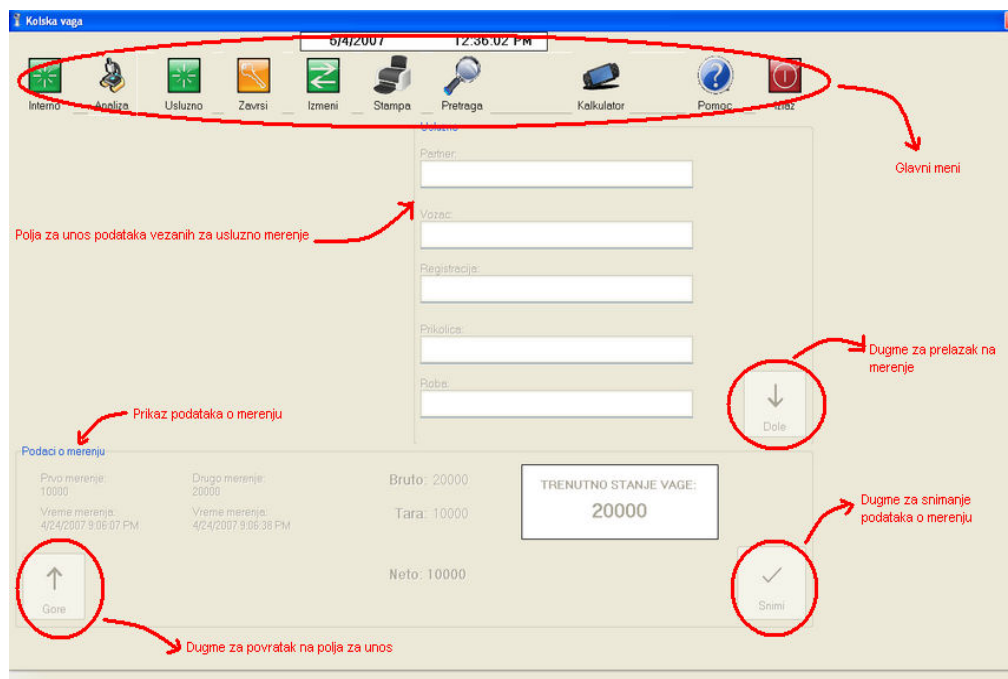 Kolska vaga
5/4/2007 12:36:02 PM
Interno Analiza Usluzno Zavrsi Izmeni Stampa Pretraga Kalkulator Pomoc Izlaz
Glavni meni
Usluzno
Partner:
Vozac:
Polja za unos podataka vezanih za usluzno merenje
Registracija:
Prikolica:
Roba:
Dugme za prelazak na
merenje
Dole
Prikaz podataka o merenju
Podaci o merenju
Prvo merenje:
10000
Vreme merenja:
4/24/2007 9:06:07 PM
Drugo merenje:
20000
Vreme merenja:
4/24/2007 9:06:38 PM
Bruto: 20000
Tara: 10000
Neto: 10000
TRENUTNO STANJE VAGE:
20000
Dugme za snimanje
podataka o merenju
Gore
Snimi
Dugme za povratak na polja za unos